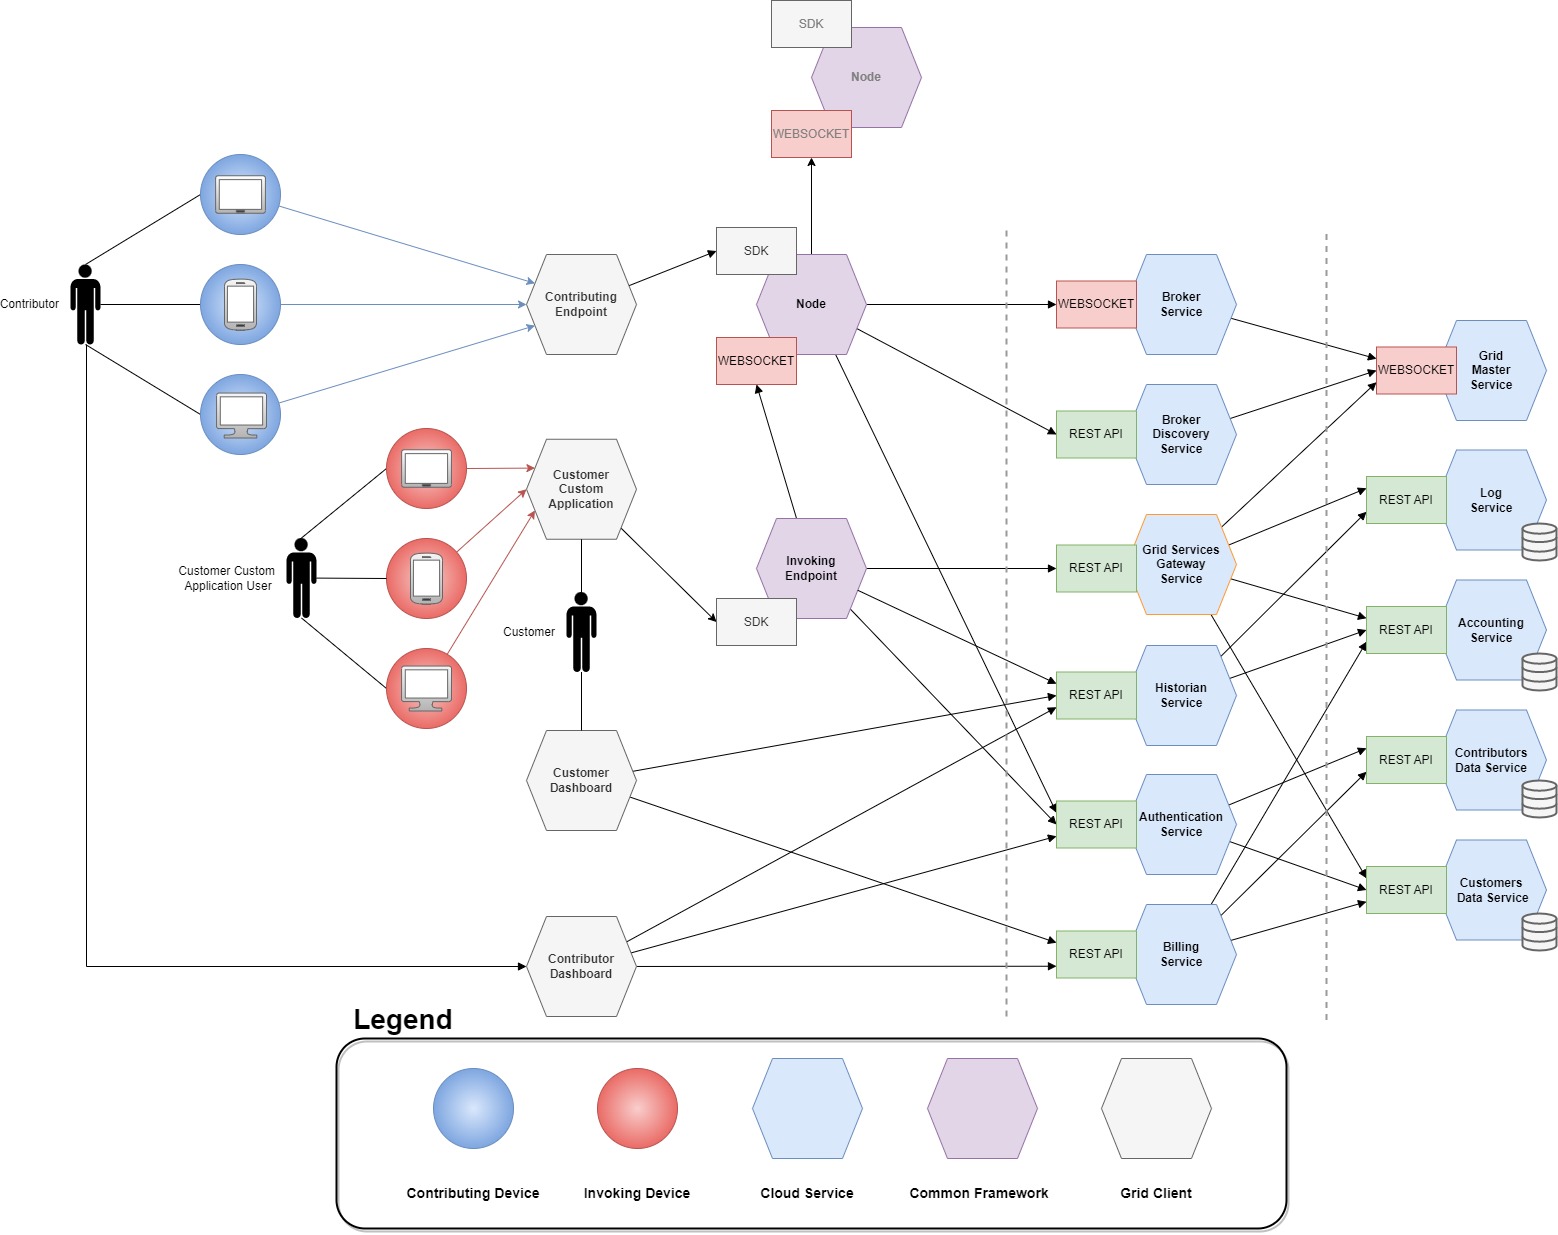 SDK
Node
WEBSOCKET
SDK
Contributing
Endpoint
Node
WEBSOCKET
Contributor
WEBSOCKET
Broker
Service
Grid
Master
Service
WEBSOCKET
REST API
Broker
Discovery
Service
Customer
Custom
Application
REST API
Log
Service
Invoking
Endpoint
SDK
REST API
Grid Services
Gateway
Service
Customer Custom
Application User
Customer
REST API
Accounting
Service
REST API
Historian
Service
Customer
Dashboard
REST API
Contributors
Data Service
REST API
Authentication
Service
REST API
Customers
Data Service
Contributor
Dashboard
REST API
Billing
Service
Legend
Contributing Device
Invoking Device
Cloud Service
Common Framework
Grid Client